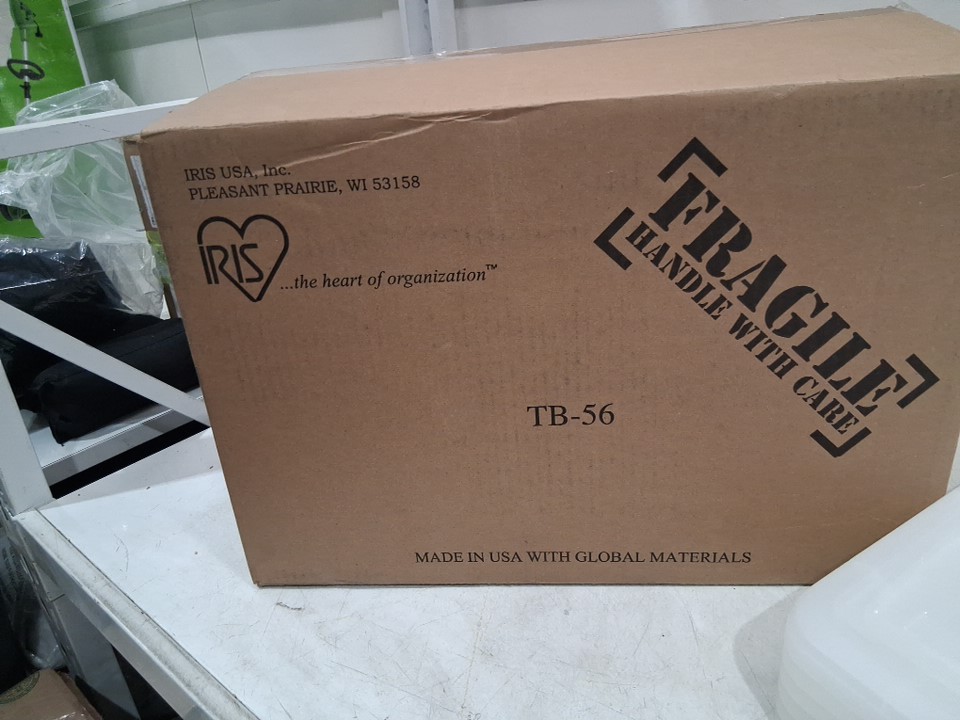 IRIS USA, Inc.
PLEASANT PRAIRIE, WI 53158
IRIS
...the heart of organization™
FRAGILE
HANDLE WITH CARE
TB-56
MADE IN USA WITH GLOBAL MATERIALS